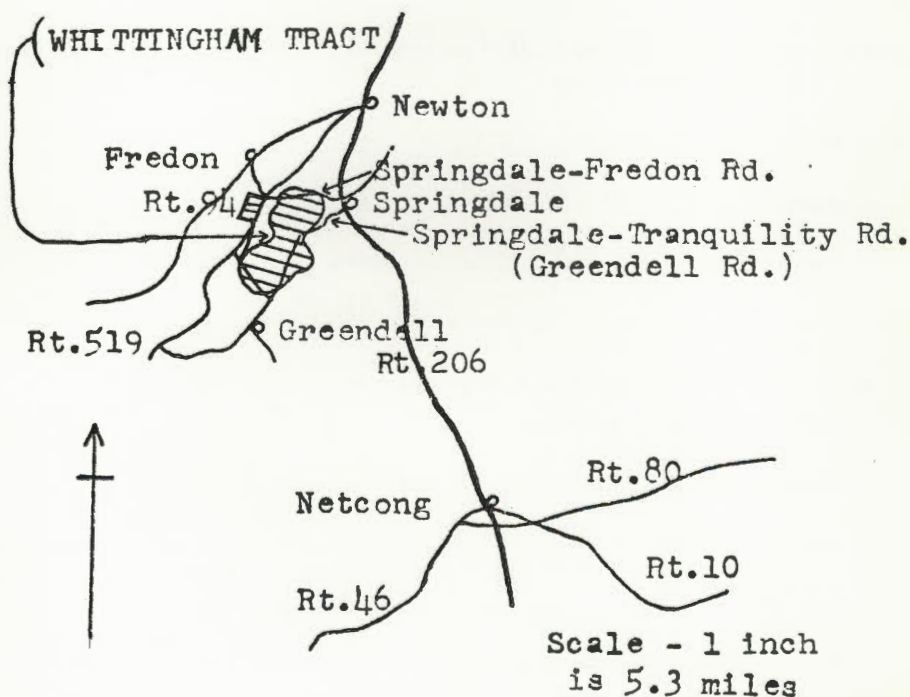 WHITTINGHAM TRACT
Newton
Fredon
Springdale-Fredon Rd.
Rt.94
Springdale
Springdale-Tranquility Rd.
(Greendell Rd.)
Greendell
Rt.519
Rt.206
Rt.80
Netcong
Rt.10
Rt.46
Scale - 1 inch
is 5.3 miles